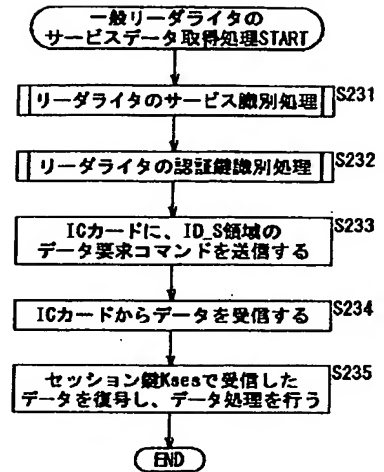 一般リーダライタの
サービスデータ取得処理START
リーダライタのサービス識別処理
S231
リーダライタの認証鍵識別処理
S232
ICカードに、ID_S領域の
データ要求コマンドを送信する
S233
ICカードからデータを受信する
S234
セッション鍵Ksesで受信した
データを復号し、データ処理を行う
S235
END